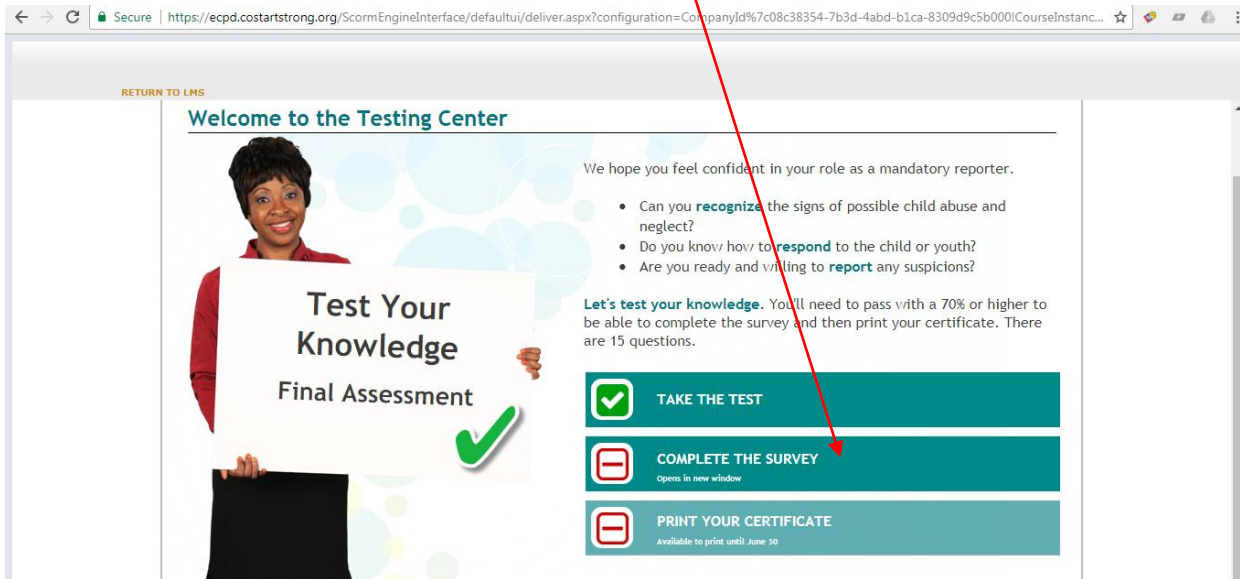 Secure | https://ecpd.costartstrong.org/ScormEngineInterface/defaultui/deliver.aspx?configuration=CompanyId%7c08c38354-7b3d-4abd-b1ca-8309d9c5b000!CourseInstanc...
RETURN TO LMS
Welcome to the Testing Center
We hope you feel confident in your role as a mandatory reporter.
• Can you recognize the signs of possible child abuse and
neglect?
• Do you know how to respond to the child or youth?
• Are you ready and willing to report any suspicions?
Test Your
Knowledge
Final Assessment
Let's test your knowledge. You'll need to pass with a 70% or higher to
be able to complete the survey and then print your certificate. There
are 15 questions.
TAKE THE TEST
COMPLETE THE SURVEY
Opens in new window
PRINT YOUR CERTIFICATE
Available to print until June 30